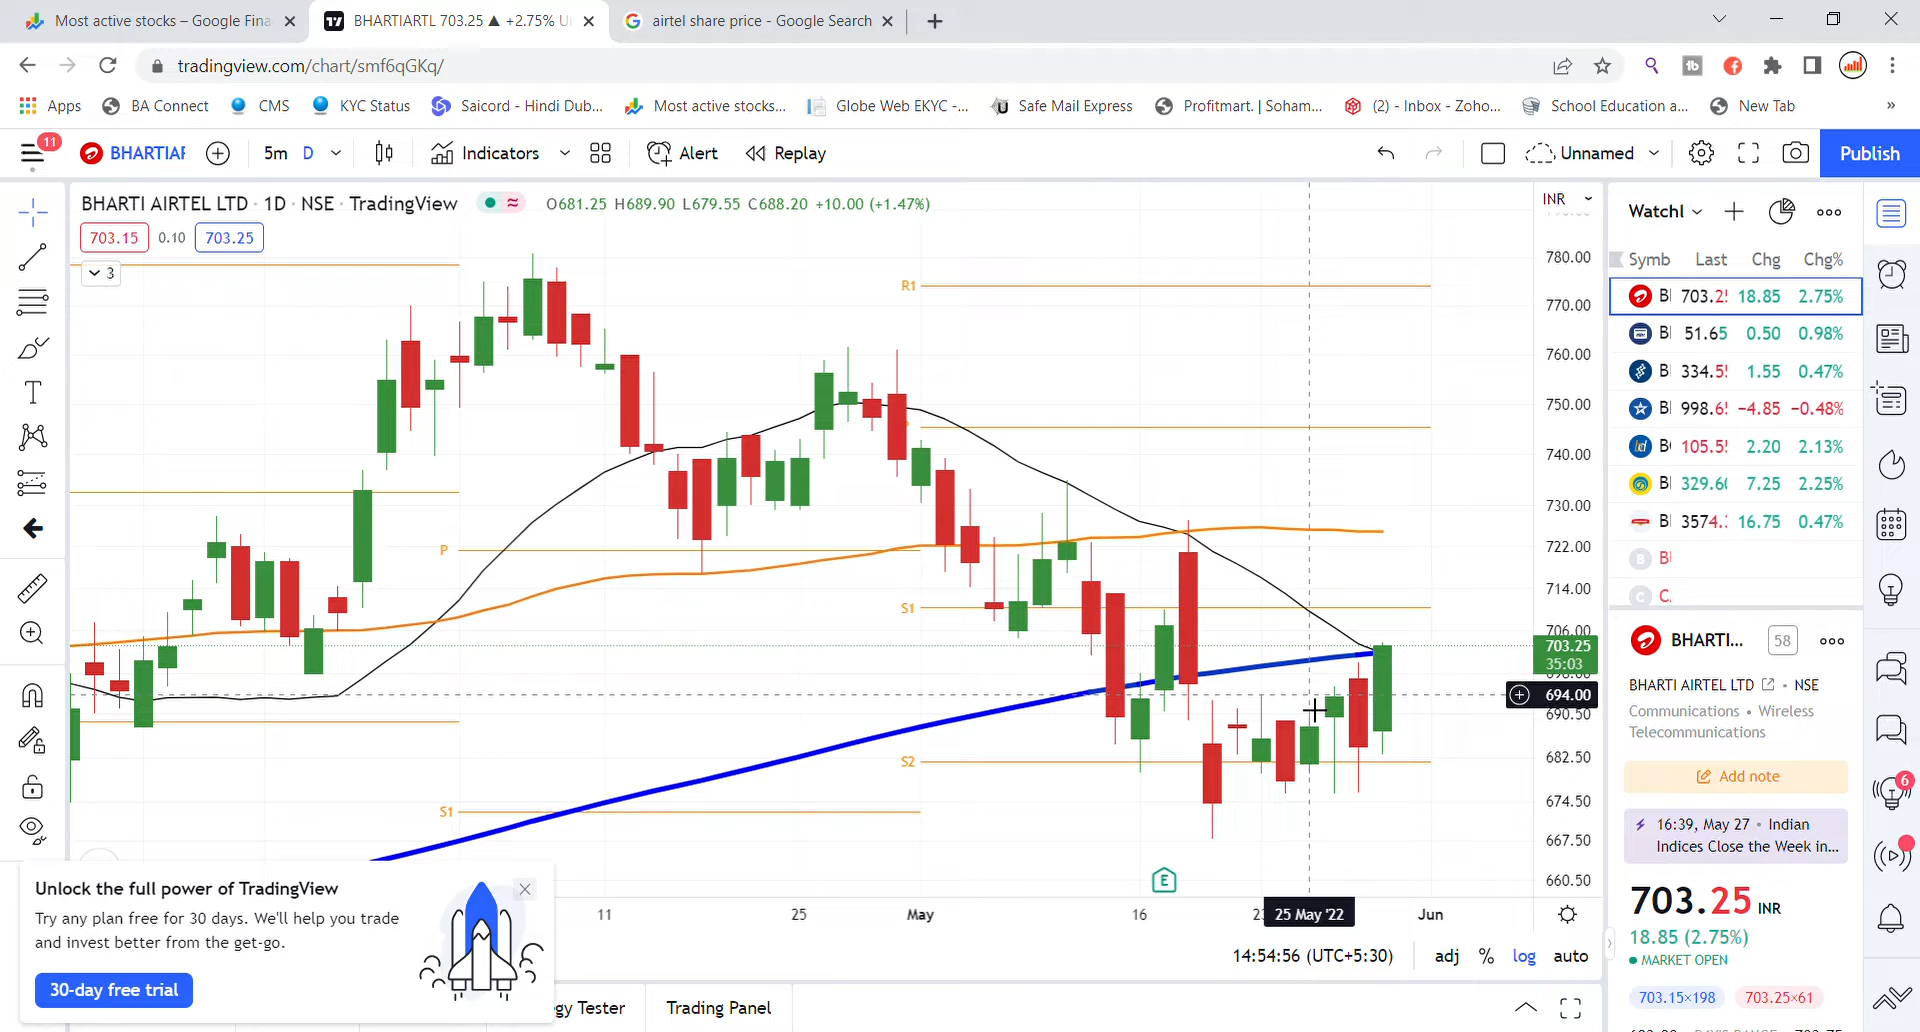 Most active stocks – Google Fina
BHARTIARTL 703.25 ▲ +2.75% U
airtel share price - Google Search
tradingview.com/chart/smf6qGKq/
Apps
BA Connect
CMS
KYC Status
Saicord - Hindi Dub...
Most active stocks...
Globe Web EKYC -...
Safe Mail Express
Profitmart. | Soham...
(2) - Inbox - Zoho...
School Education a...
New Tab
»
11
BHARTIAR
5m D
Indicators
Alert
Replay
Unnamed
Publish
BHARTI AIRTEL LTD · 1D · NSE · TradingView
O681.25 H689.90 L679.55 C688.20 +10.00 (+1.47%)
703.15 0.10 703.25
3
INR
780.00
770.00
760.00
750.00
740.00
730.00
722.00
714.00
706.00
703.25
35:03
694.00
690.50
682.50
674.50
667.50
660.50
R1
P
S1
S1
S2
S1
E
11 25 May 16 25 May '22 Jun
14:54:56 (UTC+5:30) adj % log auto
Unlock the full power of TradingView
Try any plan free for 30 days. We'll help you trade
and invest better from the get-go.
30-day free trial
gy Tester
Trading Panel
Watchl
Symb Last Chg Chg%
703.2 18.85 2.75%
51.65 0.50 0.98%
334.5 1.55 0.47%
998.6 −4.85 −0.48%
105.5 2.20 2.13%
329.6 7.25 2.25%
3574. 16.75 0.47%
C
BHARTI... 58
BHARTI AIRTEL LTD • NSE
Communications • Wireless
Telecommunications
Add note
16:39, May 27 • Indian
Indices Close the Week in...
703.25 INR
18.85 (2.75%)
MARKET OPEN
703.15×198 703.25×61
6